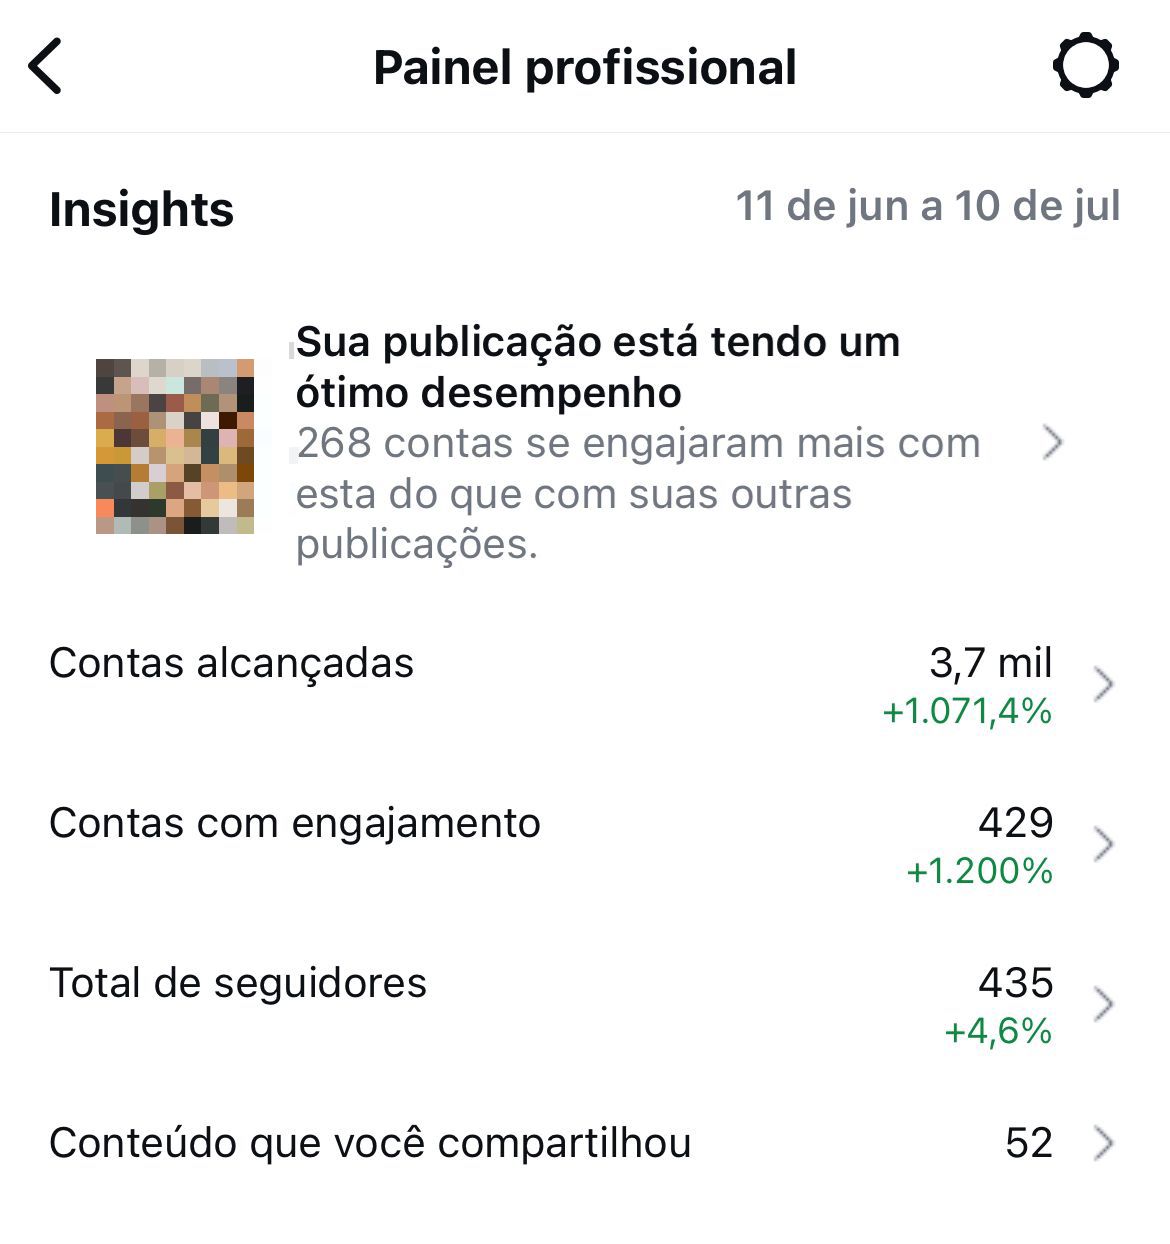 Painel profissional
Insights
11 de jun a 10 de jul
Sua publicação está tendo um
ótimo desempenho
268 contas se engajaram mais com
esta do que com suas outras
publicações.
Contas alcançadas
3,7 mil
+1.071,4%
Contas com engajamento
429
+1.200%
Total de seguidores
435
+4,6%
Conteúdo que você compartilhou
52